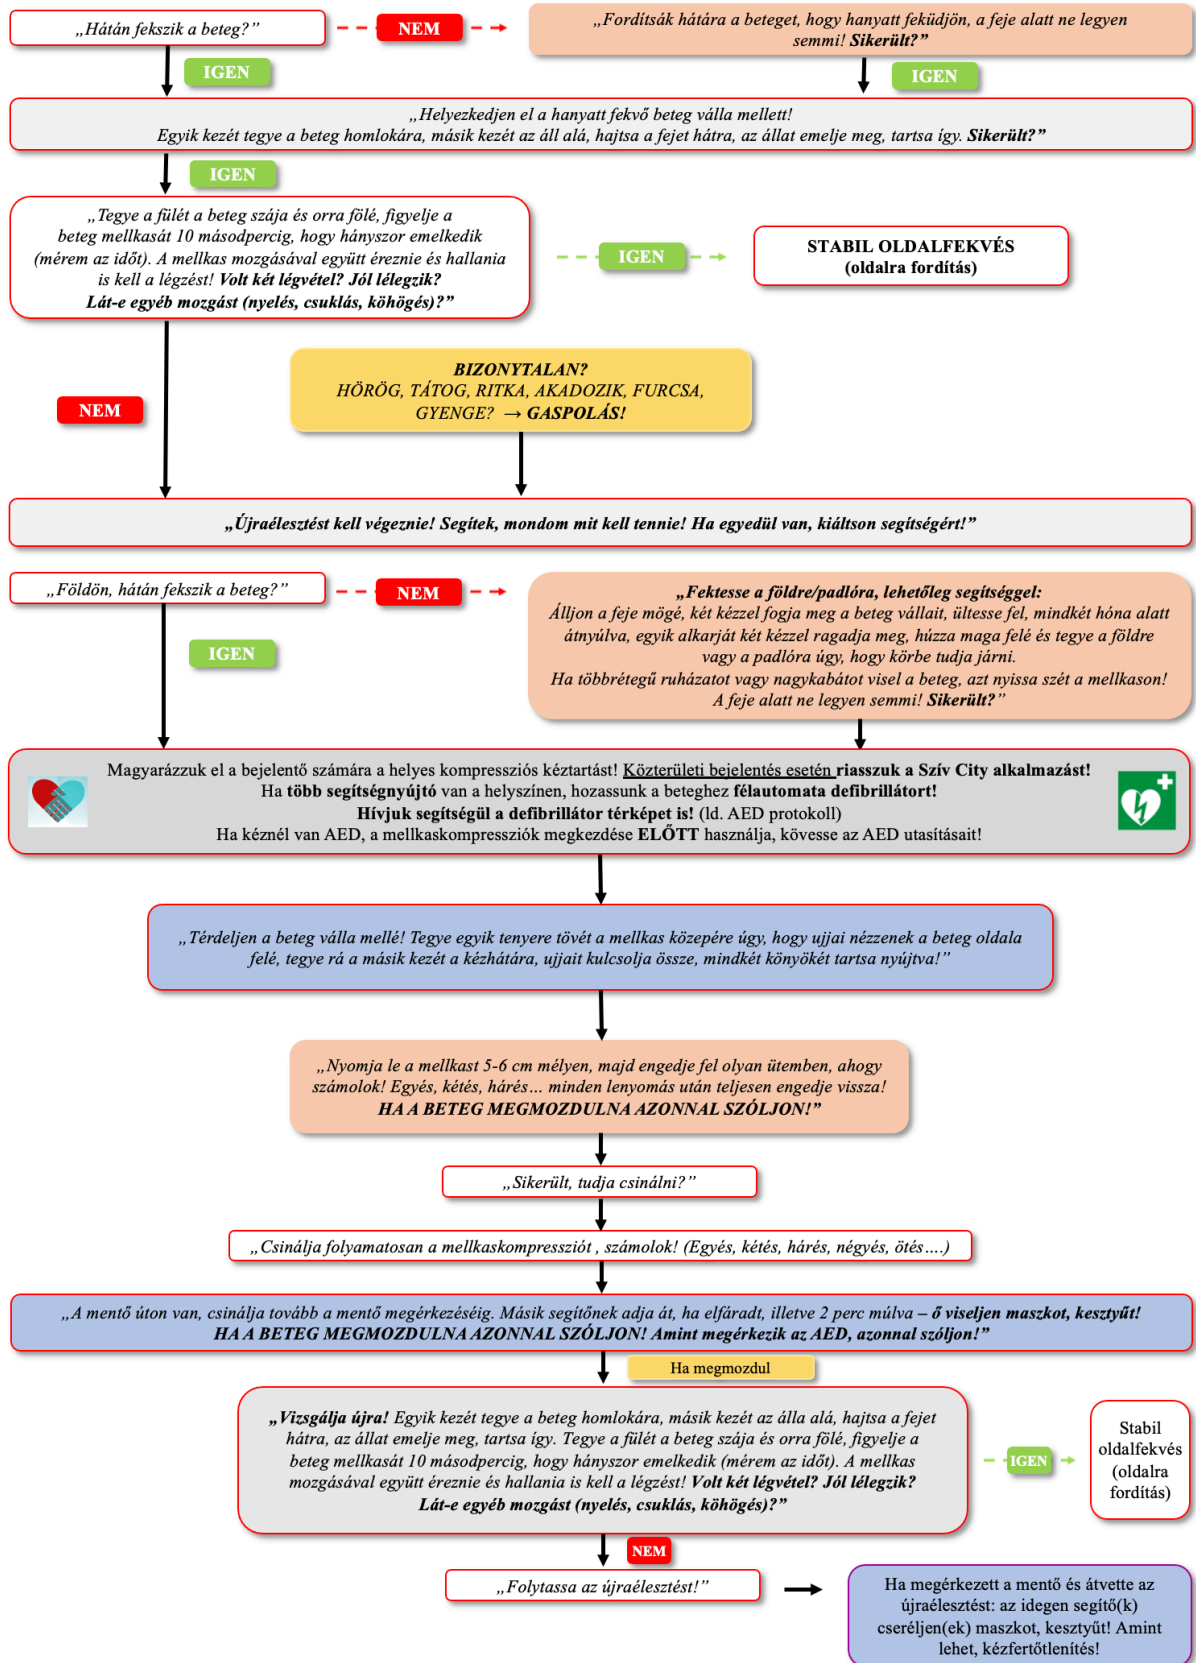 „Hátán fekszik a beteg?”
NEM
„Fordítsák hátára a beteget, hogy hanyatt feküdjön, a feje alatt ne legyen
semmi! Sikerült?”
IGEN
IGEN
„Helyezkedjen el a hanyatt fekvő beteg válla mellett!
Egyik kezét tegye a beteg homlokára, másik kezét az áll alá, hajtsa a fejet hátra, az állat emelje meg, tartsa így. Sikerült?”
IGEN
„Tegye a fülét a beteg szája és orra fölé, figyelje a
beteg mellkasát 10 másodpercig, hogy hányszor emelkedik
(mérem az időt). A mellkas mozgásával együtt éreznie és hallania
is kell a légzést! Volt két légvétel? Jól lélegzik?
Lát-e egyéb mozgást (nyelés, csuklás, köhögés)?”
IGEN
STABIL OLDALFEKVÉS
(oldalra fordítás)
BIZONYTALAN?
HÖRÖG, TÁTOG, RITKA, AKADOZIK, FURCSA,
GYENGE? → GASPOLÁS!
NEM
„Újraélesztést kell végeznie! Segítek, mondom mit kell tennie! Ha egyedül van, kiáltson segítségért!”
„Földön, hátán fekszik a beteg?”
NEM
„Fektesse a földre/padlóra, lehetőleg segítséggel:
Álljon a feje mögé, két kézzel fogja meg a beteg vállait, ültesse fel, mindkét hóna alatt
átnyúlva, egyik alkarját két kézzel ragadja meg, húzza maga felé és tegye a földre
vagy a padlóra úgy, hogy körbe tudja járni.
Ha többrétegű ruházatot vagy nagykabátot visel a beteg, azt nyissa szét a mellkason!
A feje alatt ne legyen semmi! Sikerült?”
IGEN
Magyarázzuk el a bejelentő számára a helyes kompressziós kéztartást! Közterületi bejelentés esetén riasszuk a Szív City alkalmazást!
Ha több segítségnyújtó van a helyszínen, hozassunk a beteghez félautomata defibrillátort!
Hívjuk segítségül a defibrillátor térképet is! (ld. AED protokoll)
Ha kéznél van AED, a mellkaskompressziók megkezdése ELŐTT használja, kövesse az AED utasításait!
„Térdeljen a beteg válla mellé! Tegye egyik tenyere tövét a mellkas közepére úgy, hogy ujjai nézzenek a beteg oldala
felé, tegye rá a másik kezét a kézhátára, ujjait kulcsolja össze, mindkét könyökét tartsa nyújtva!”
„Nyomja le a mellkast 5-6 cm mélyen, majd engedje fel olyan ütemben, ahogy
számolok! Egyés, kétés, hárés… minden lenyomás után teljesen engedje vissza!
HA A BETEG MEGMOZDULNA AZONNAL SZÓLJON!”
„Sikerült, tudja csinálni?”
„Csinálja folyamatosan a mellkaskompressziót , számolok! (Egyés, kétés, hárés, négyés, ötés….)
„A mentő úton van, csinálja tovább a mentő megérkezéséig. Másik segítőnek adja át, ha elfáradt, illetve 2 perc múlva – ő viseljen maszkot, kesztyűt!
HA A BETEG MEGMOZDULNA AZONNAL SZÓLJON! Amint megérkezik az AED, azonnal szóljon!”
Ha megmozdul
„Vizsgálja újra! Egyik kezét tegye a beteg homlokára, másik kezét az álla alá, hajtsa a fejet
hátra, az állat emelje meg, tartsa így. Tegye a fülét a beteg szája és orra fölé, figyelje a
beteg mellkasát 10 másodpercig, hogy hányszor emelkedik (mérem az időt). A mellkas
mozgásával együtt éreznie és hallania is kell a légzést! Volt két légvétel? Jól lélegzik?
Lát-e egyéb mozgást (nyelés, csuklás, köhögés)?”
IGEN
Stabil
oldalfekvés
(oldalra
fordítás)
NEM
„Folytassa az újraélesztést!”
Ha megérkezett a mentő és átvette az
újraélesztést: az idegen segítő(k)
cseréljen(ek) maszkot, kesztyűt! Amint
lehet, kézfertőtlenítés!